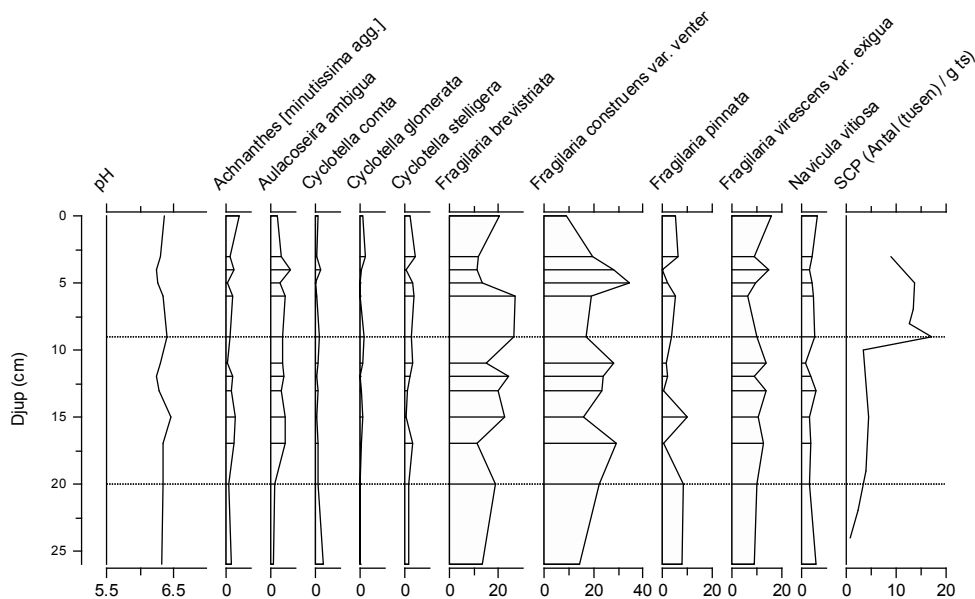 pH
Achnanthes [minutissima agg.]
Aulacoseira ambigua
Cyclotella comta
Cyclotella glomerata
Cyclotella stelligera
Fragilaria brevistriata
Fragilaria construens var. venter
Fragilaria pinnata
Fragilaria virescens var. exigua
Navicula vitiosa
SCP (Antal (tusen) / g ts)
Djup (cm)
0
5
10
15
20
25
5.5 6.5 0 0 0 0 0 0 20 0 20 40 0 20 0 20 0 0 10 20